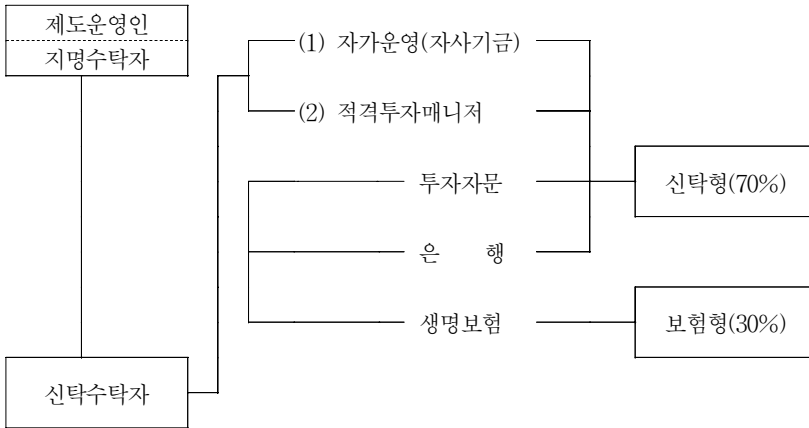 제도운영인
지명수탁자
(1) 자가운영(자사기금)
(2) 적격투자매니저
투자자문
신탁형(70%)
은 행
생명보험
보험형(30%)
신탁수탁자